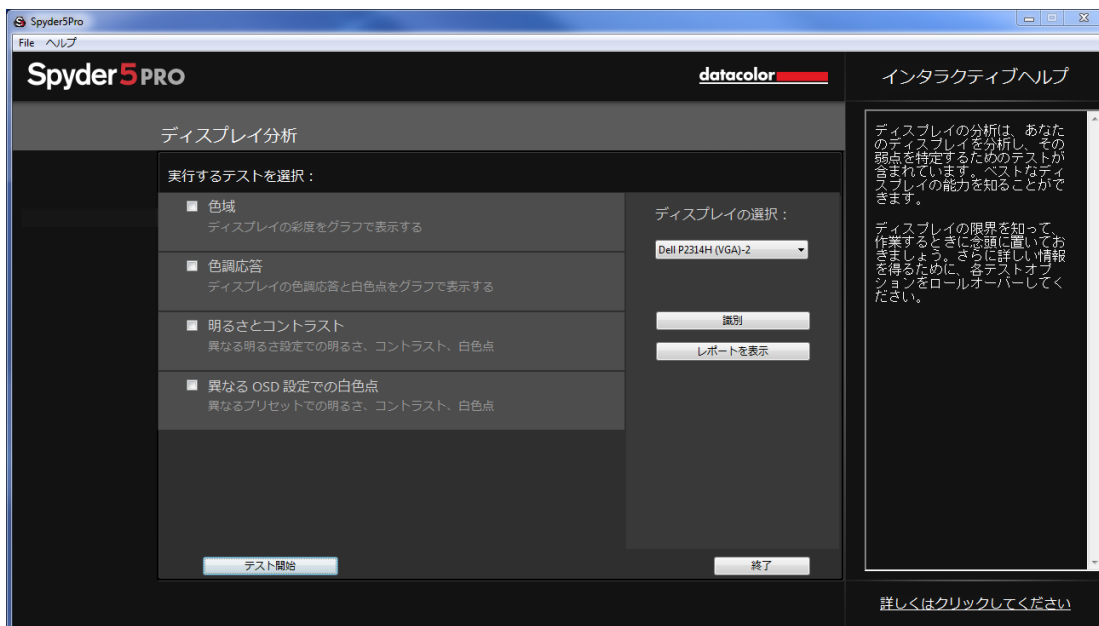 Spyder5Pro
File ヘルプ
Spyder5PRO
datacolor
インタラクティブヘルプ
ディスプレイ分析
実行するテストを選択：
色域
ディスプレイの彩度をグラフで表示する
色調応答
ディスプレイの色調応答と白色点をグラフで表示する
明るさとコントラスト
異なる明るさ設定での明るさ、コントラスト、白色点
異なる OSD 設定での白色点
異なるプリセットでの明るさ、コントラスト、白色点
ディスプレイの選択：
Dell P2314H (VGA)-2
識別
レポートを表示
テスト開始
終了
ディスプレイの分析は、あなた
のディスプレイを分析し、その
弱点を特定するためのテストが
含まれています。ベストなディ
スプレイの能力を知ることがで
きます。
ディスプレイの限界を知って、
作業するときに念頭に置いてお
きましょう。さらに詳しい情報
を得るために、各テストオプ
ションをロールオーバーしてく
ださい。
詳しくはクリックしてください